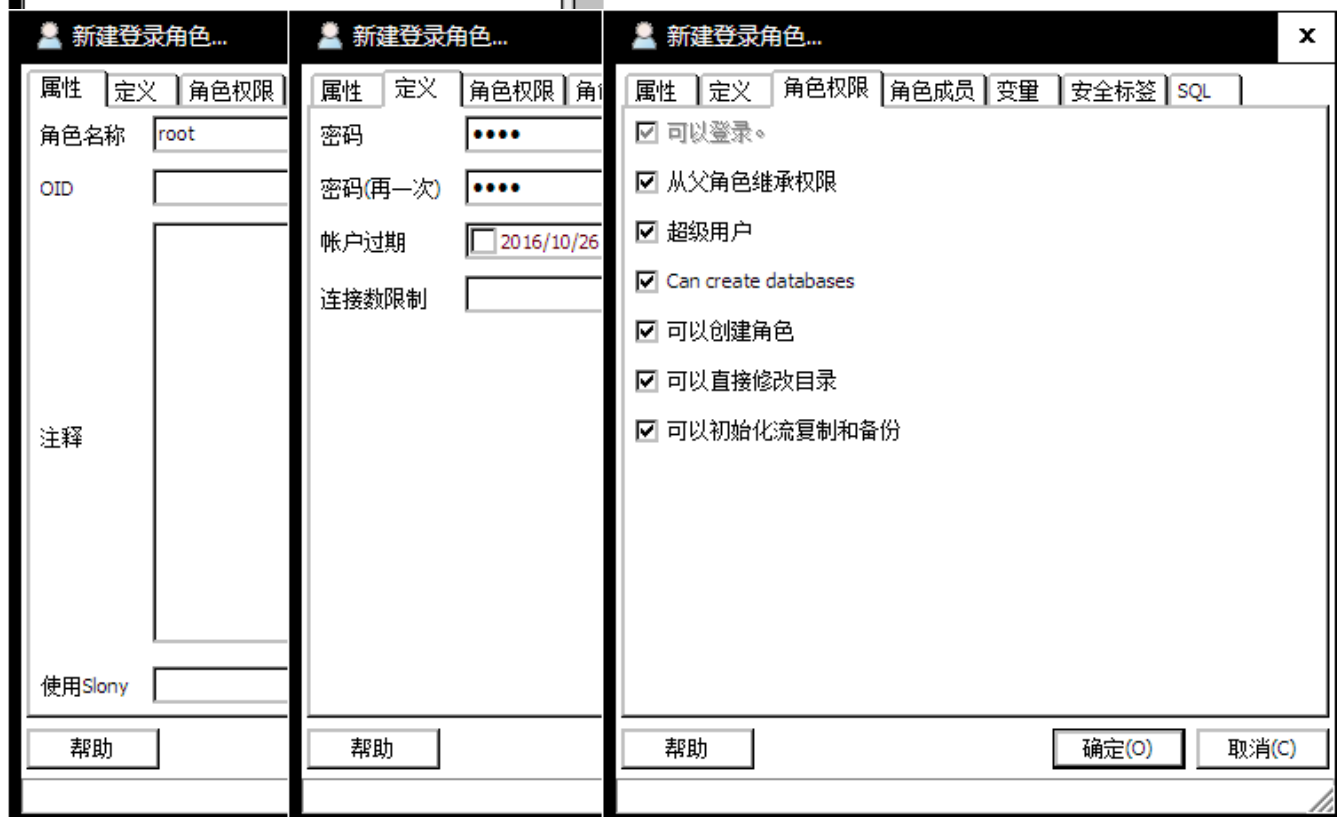 新建登录角色...
属性 定义 角色权限
角色名称 root
OID
注释
使用Slony
帮助
新建登录角色...
属性 定义 角色权限
密码 ••••
密码(再一次) ••••
帐户过期 2016/10/26
连接数限制
帮助
新建登录角色... x
属性 定义 角色权限 角色成员 变量 安全标签 SQL
可以登录。
从父角色继承权限
超级用户
Can create databases
可以创建角色
可以直接修改目录
可以初始化流复制和备份
帮助 确定(O) 取消(C)